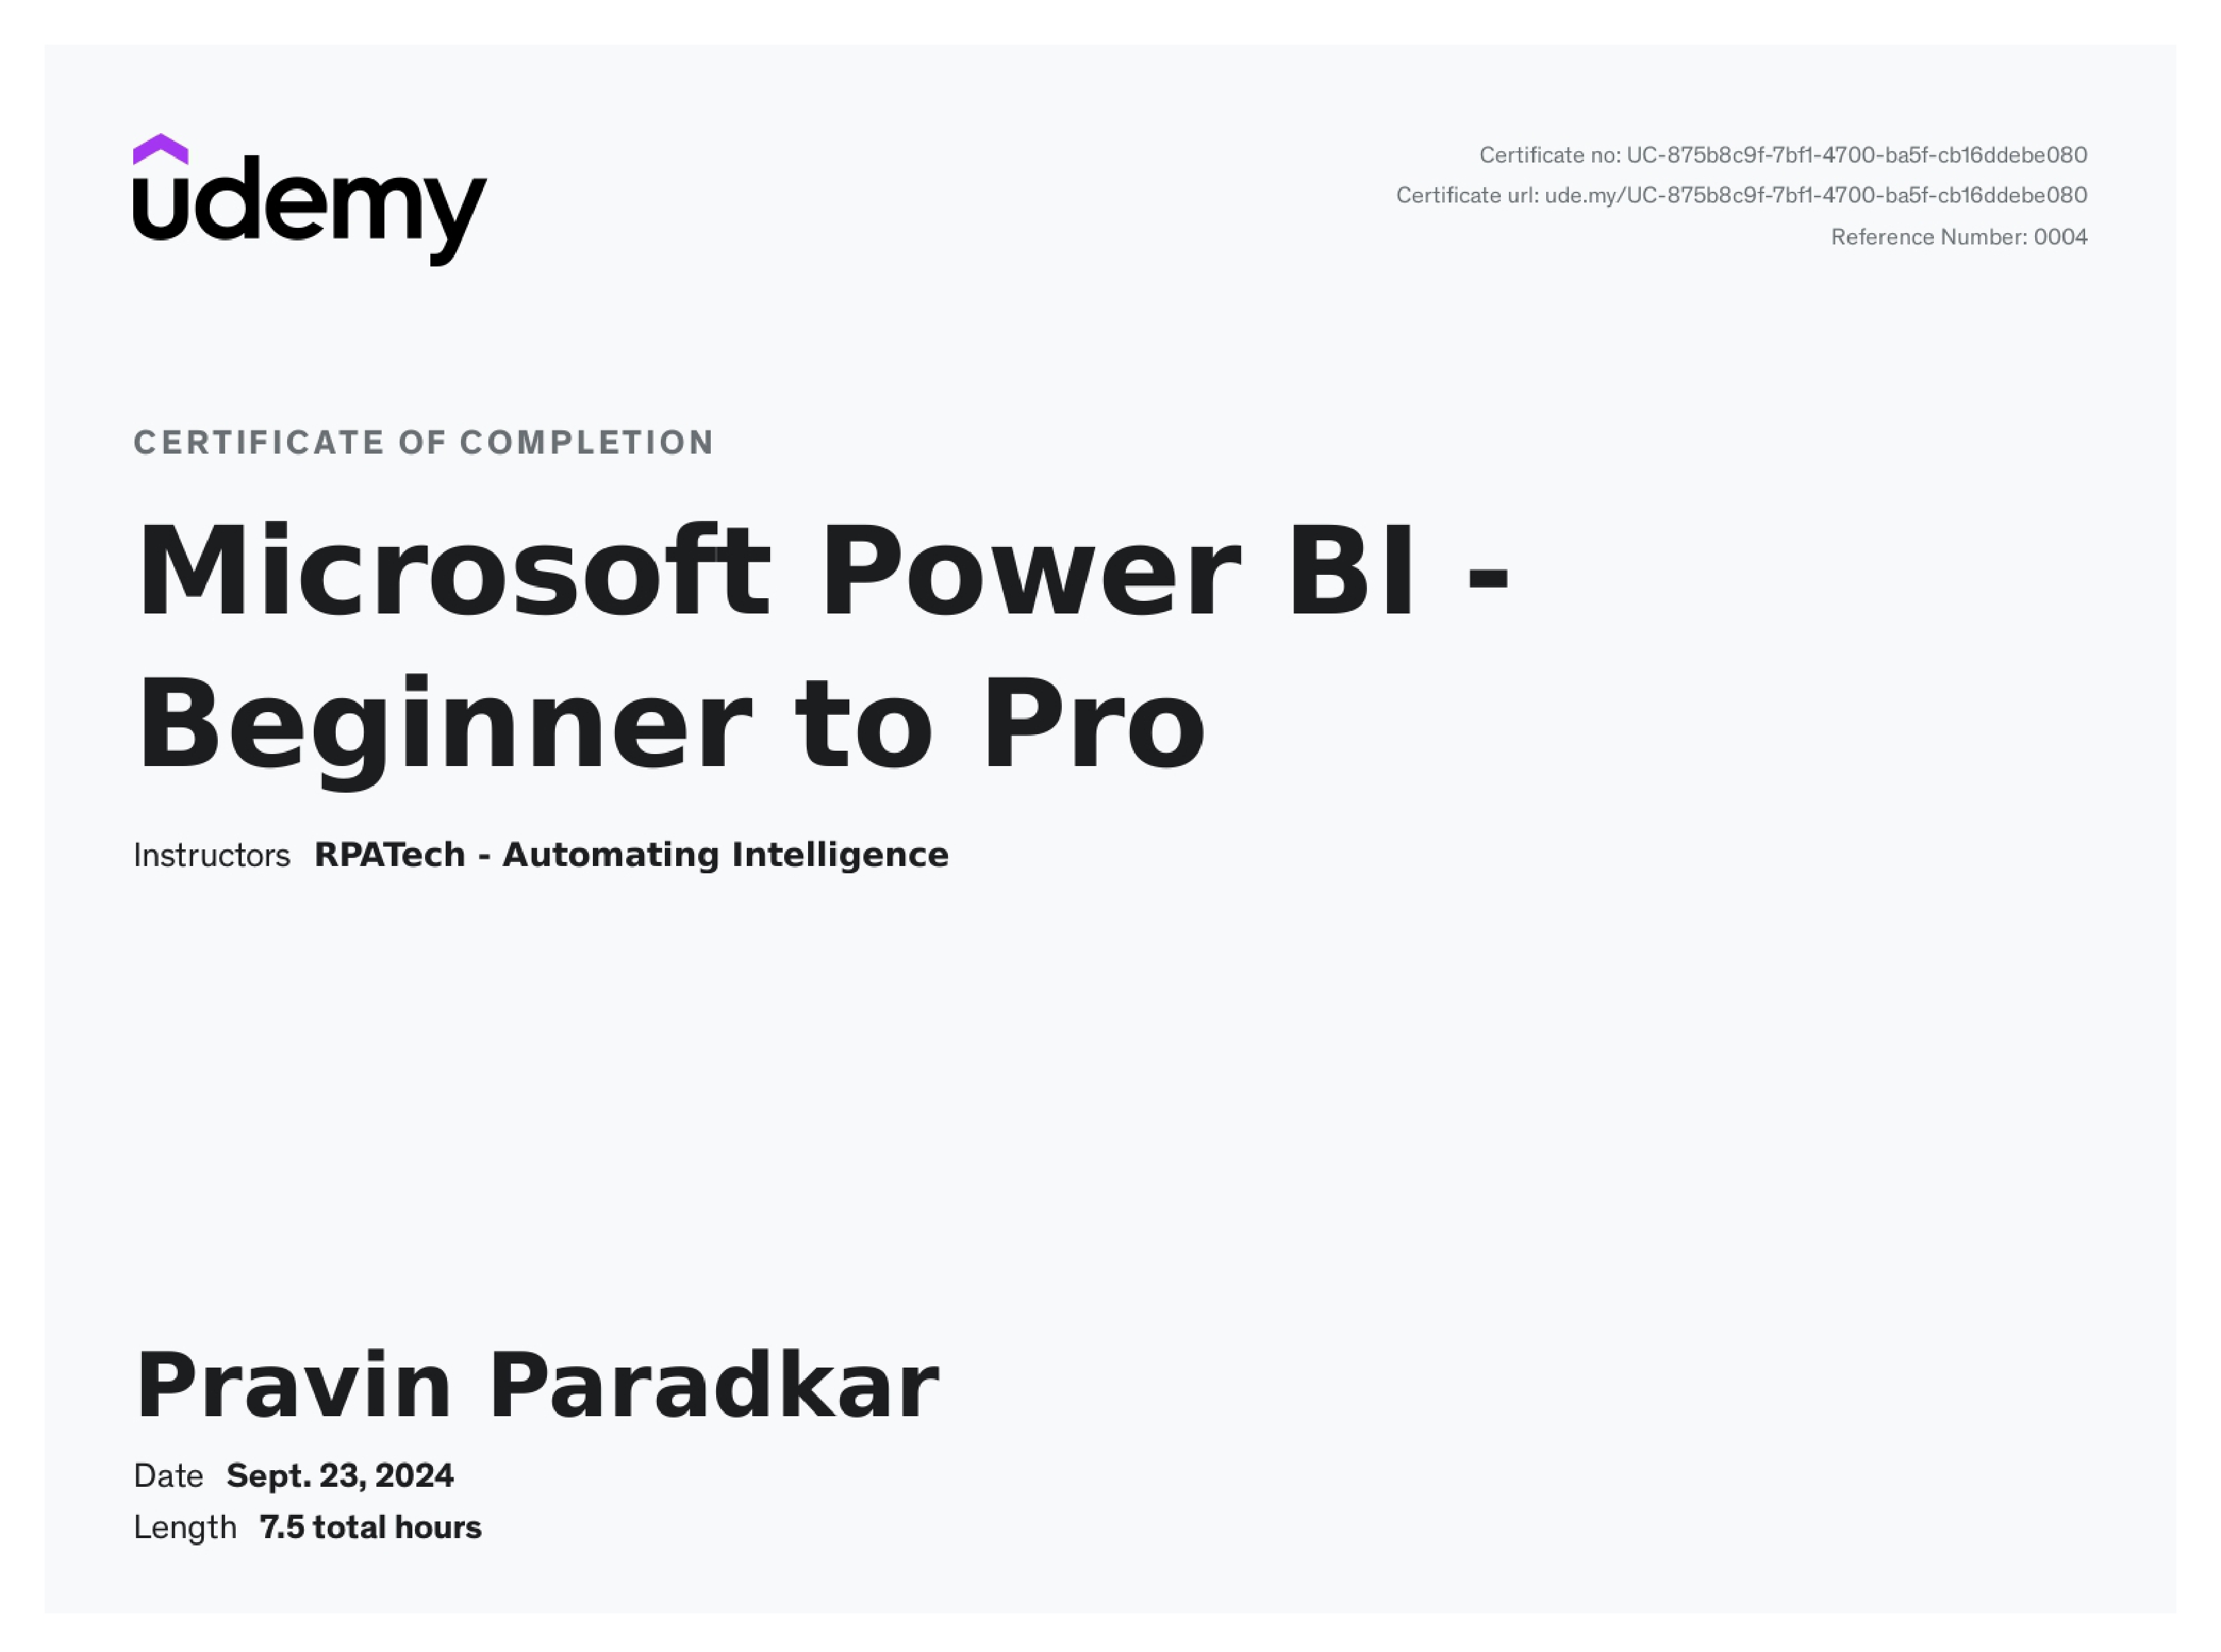 udemy
Certificate no: UC-875b8c9f-7bf1-4700-ba5f-cb16ddebe080
Certificate url: ude.my/UC-875b8c9f-7bf1-4700-ba5f-cb16ddebe080
Reference Number: 0004
CERTIFICATE OF COMPLETION
Microsoft Power BI -
Beginner to Pro
Instructors RPATech - Automating Intelligence
Pravin Paradkar
Date Sept. 23, 2024
Length 7.5 total hours